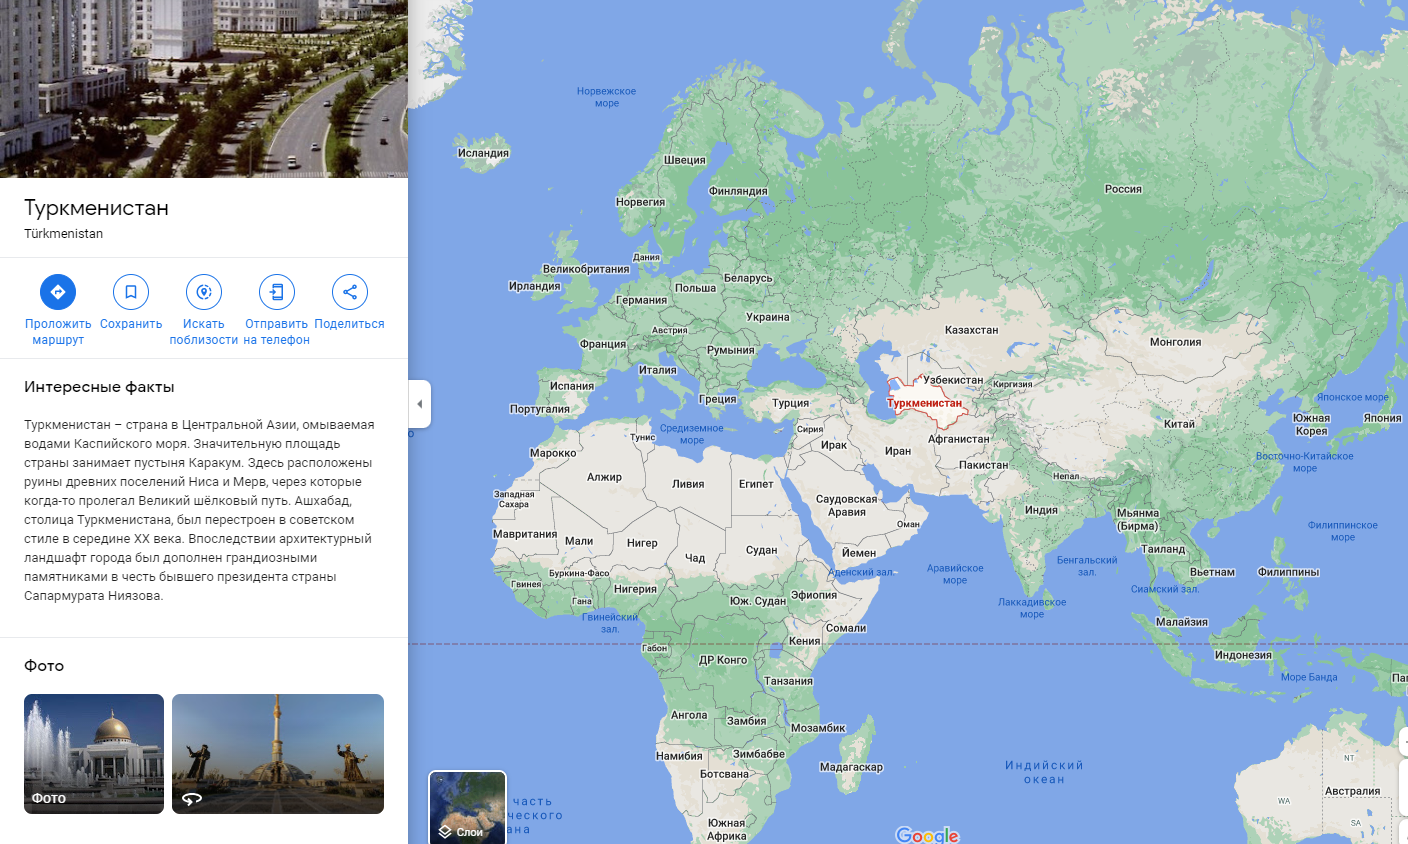 Туркменистан
Türkmenistan
Проложить
маршрут
Сохранить
Искать
поблизости
Отправить
на телефон
Поделиться
Интересные факты
Туркменистан – страна в Центральной Азии, омываемая
водами Каспийского моря. Значительную площадь
страны занимает пустыня Каракум. Здесь расположены
руины древних поселений Ниса и Мерв, через которые
когда-то пролегал Великий шёлковый путь. Ашхабад,
столица Туркменистана, был перестроен в советском
стиле в середине XX века. Впоследствии архитектурный
ландшафт города был дополнен грандиозными
памятниками в честь бывшего президента страны
Сапармурата Ниязова.
Фото
Фото
Норвежское
море
Исландия
Швеция
Финляндия
Норвегия
Россия
Дания
Великобритания
Ирландия
Беларусь
Польша
Германия
Украина
Австрия
Франция
Румыния
Казахстан
Монголия
Италия
Испания
Узбекистан
Киргизия
Португалия
Греция
Турция
Туркменистан
Японское море
Средиземное
море
Тунис
Сирия
Ирак
Иран
Афганистан
Китай
Южная
Корея
Япония
Марокко
Пакистан
Восточно-Китайское
море
Алжир
Ливия
Египет
Непал
Западная
Сахара
Саудовская
Аравия
Индия
Мьянма
(Бирма)
Оман
Филиппинское
море
Мавритания
Мали
Нигер
Чад
Судан
Йемен
Таиланд
Аденский зал.
Аравийское
море
Бенгальский
зал.
Вьетнам
Филиппины
Буркина-Фасо
Гвинея
Нигерия
Гана
Юж. Судан
Эфиопия
Лаккадивское
море
Сиамский зал.
Гвинейский
зал.
Сомали
Малайзия
Кения
Габон
ДР Конго
Индонезия
Танзания
Море Банда
Ангола
Замбия
Мозамбик
Намибия
Зимбабве
Ботсвана
Мадагаскар
Индийский
океан
NT
WA
Австралия
SA
Южная
Африка
часть
Слои
Google